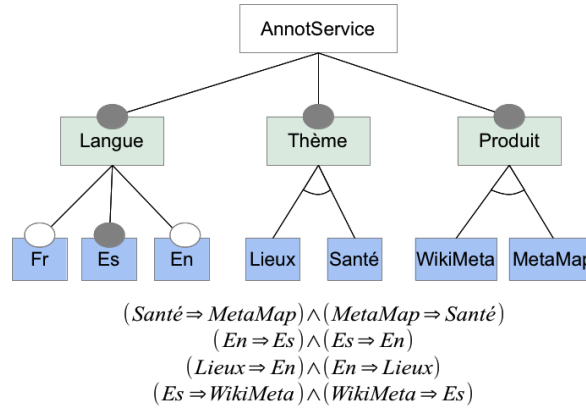 AnnotService
Langue Thème Produit
Fr Es En Lieux Santé WikiMeta MetaMap
(Santé⇒MetaMap)∧(MetaMap⇒Santé)
(En⇒Es)∧(Es⇒En)
(Lieux⇒En)∧(En⇒Lieux)
(Es⇒WikiMeta)∧(WikiMeta⇒Es)